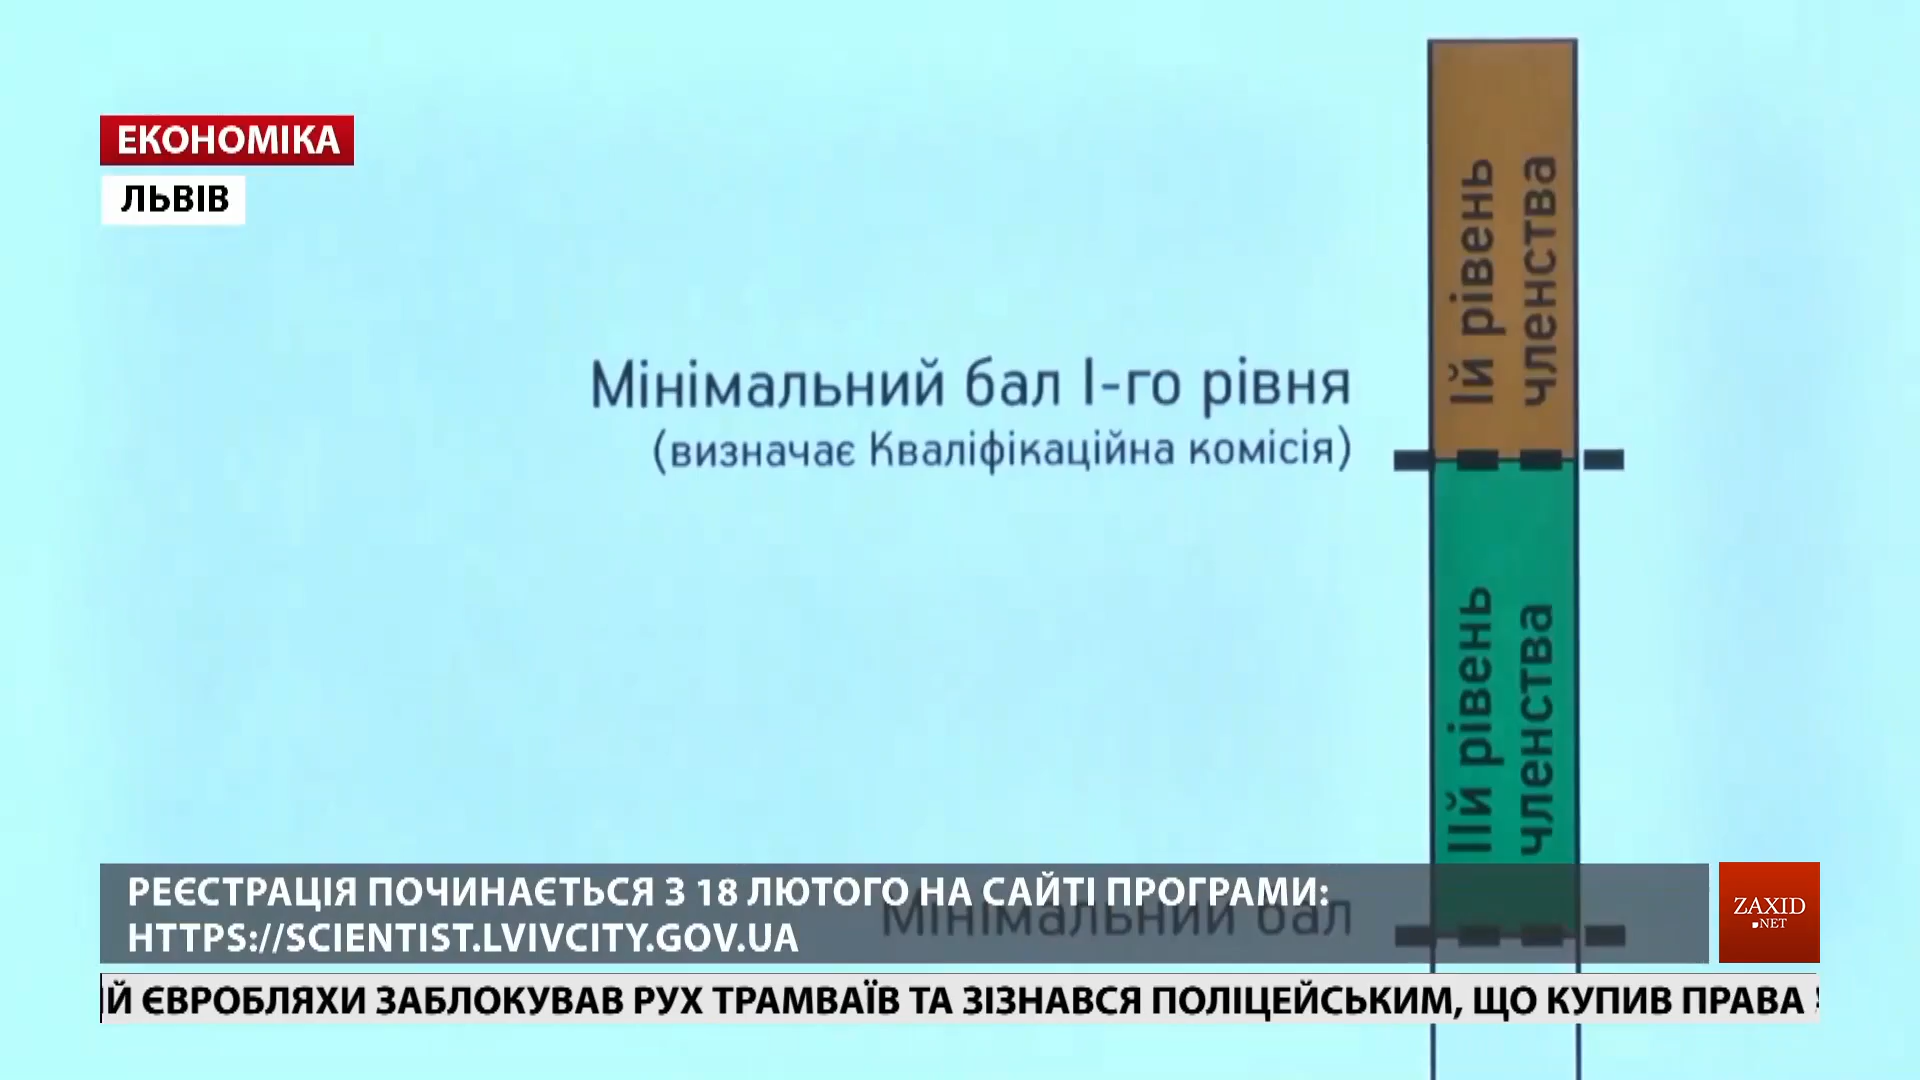 ЕКОНОМІКА
ЛЬВІВ
Мінімальний бал І-го рівня
(визначає Кваліфікаційна комісія)
Ій рівень
членства
ІІй рівень
членства
Мінімальний бал
РЕЄСТРАЦІЯ ПОЧИНАЄТЬСЯ З 18 ЛЮТОГО НА САЙТІ ПРОГРАМИ:
HTTPS://SCIENTIST.LVIVCITY.GOV.UA
ZAXID
.NET
Й ЄВРОБЛЯХИ ЗАБЛОКУВАВ РУХ ТРАМВАЇВ ТА ЗІЗНАВСЯ ПОЛІЦЕЙСЬКИМ, ЩО КУПИВ ПРАВА